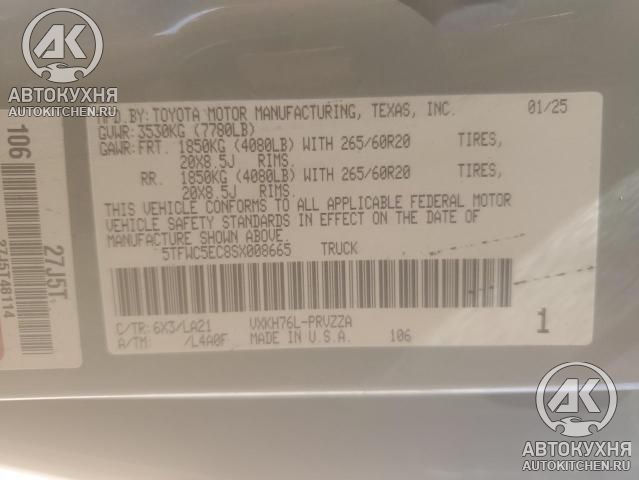 АК
АВТОКУХНЯ
AUTOKITCHEN.RU
106
27J5T48114
27J5T
MFD.BY:TOYOTA MOTOR MANUFACTURING, TEXAS, INC. 01/25
GVWR: 3530KG (7780LB)
GAWR:FRT. 1850KG (4080LB) WITH 265/60R20 TIRES,
20X8.5J RIMS.
RR. 1850KG (4080LB) WITH 265/60R20 TIRES,
20X8.5J RIMS.
THIS VEHICLE CONFORMS TO ALL APPLICABLE FEDERAL MOTOR
VEHICLE SAFETY STANDARDS IN EFFECT ON THE DATE OF
MANUFACTURE SHOWN ABOVE.
5TFWC5EC8SX008665 TRUCK
C/TR: 6X3/LA21 VXKH76L-PRVZZA
A/TM: /L4A0F MADE IN U.S.A. 106
1
АК
АВТОКУХНЯ
AUTOKITCHEN.RU